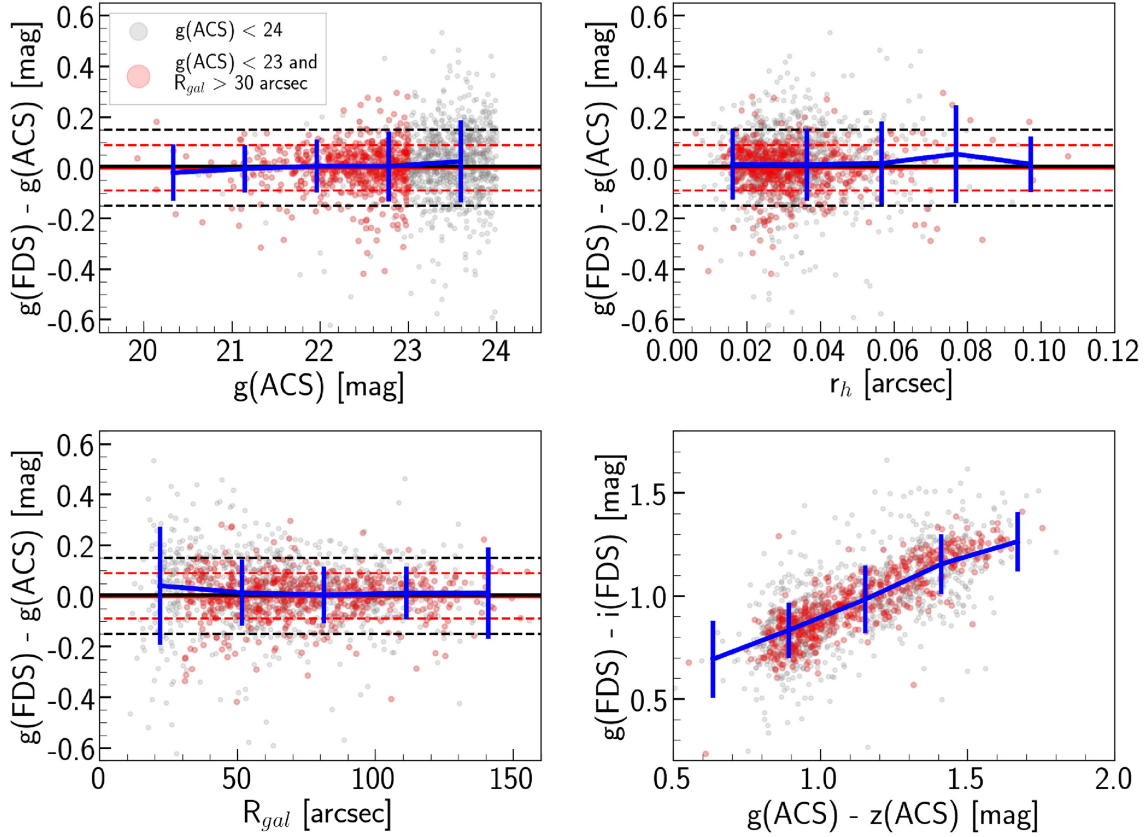 g(FDS) - g(ACS) [mag]
0.6
0.4
0.2
0.0
-0.2
-0.4
-0.6
g(ACS) < 24
g(ACS) < 23 and
R_gal > 30 arcsec
20 21 22 23 24
g(ACS) [mag]
g(FDS) - g(ACS) [mag]
0.6
0.4
0.2
0.0
-0.2
-0.4
-0.6
0.00 0.02 0.04 0.06 0.08 0.10 0.12
r_h [arcsec]
g(FDS) - g(ACS) [mag]
0.6
0.4
0.2
0.0
-0.2
-0.4
-0.6
0 50 100 150
R_gal [arcsec]
g(FDS) - i(FDS) [mag]
1.5
1.0
0.5
0.5 1.0 1.5 2.0
g(ACS) - z(ACS) [mag]